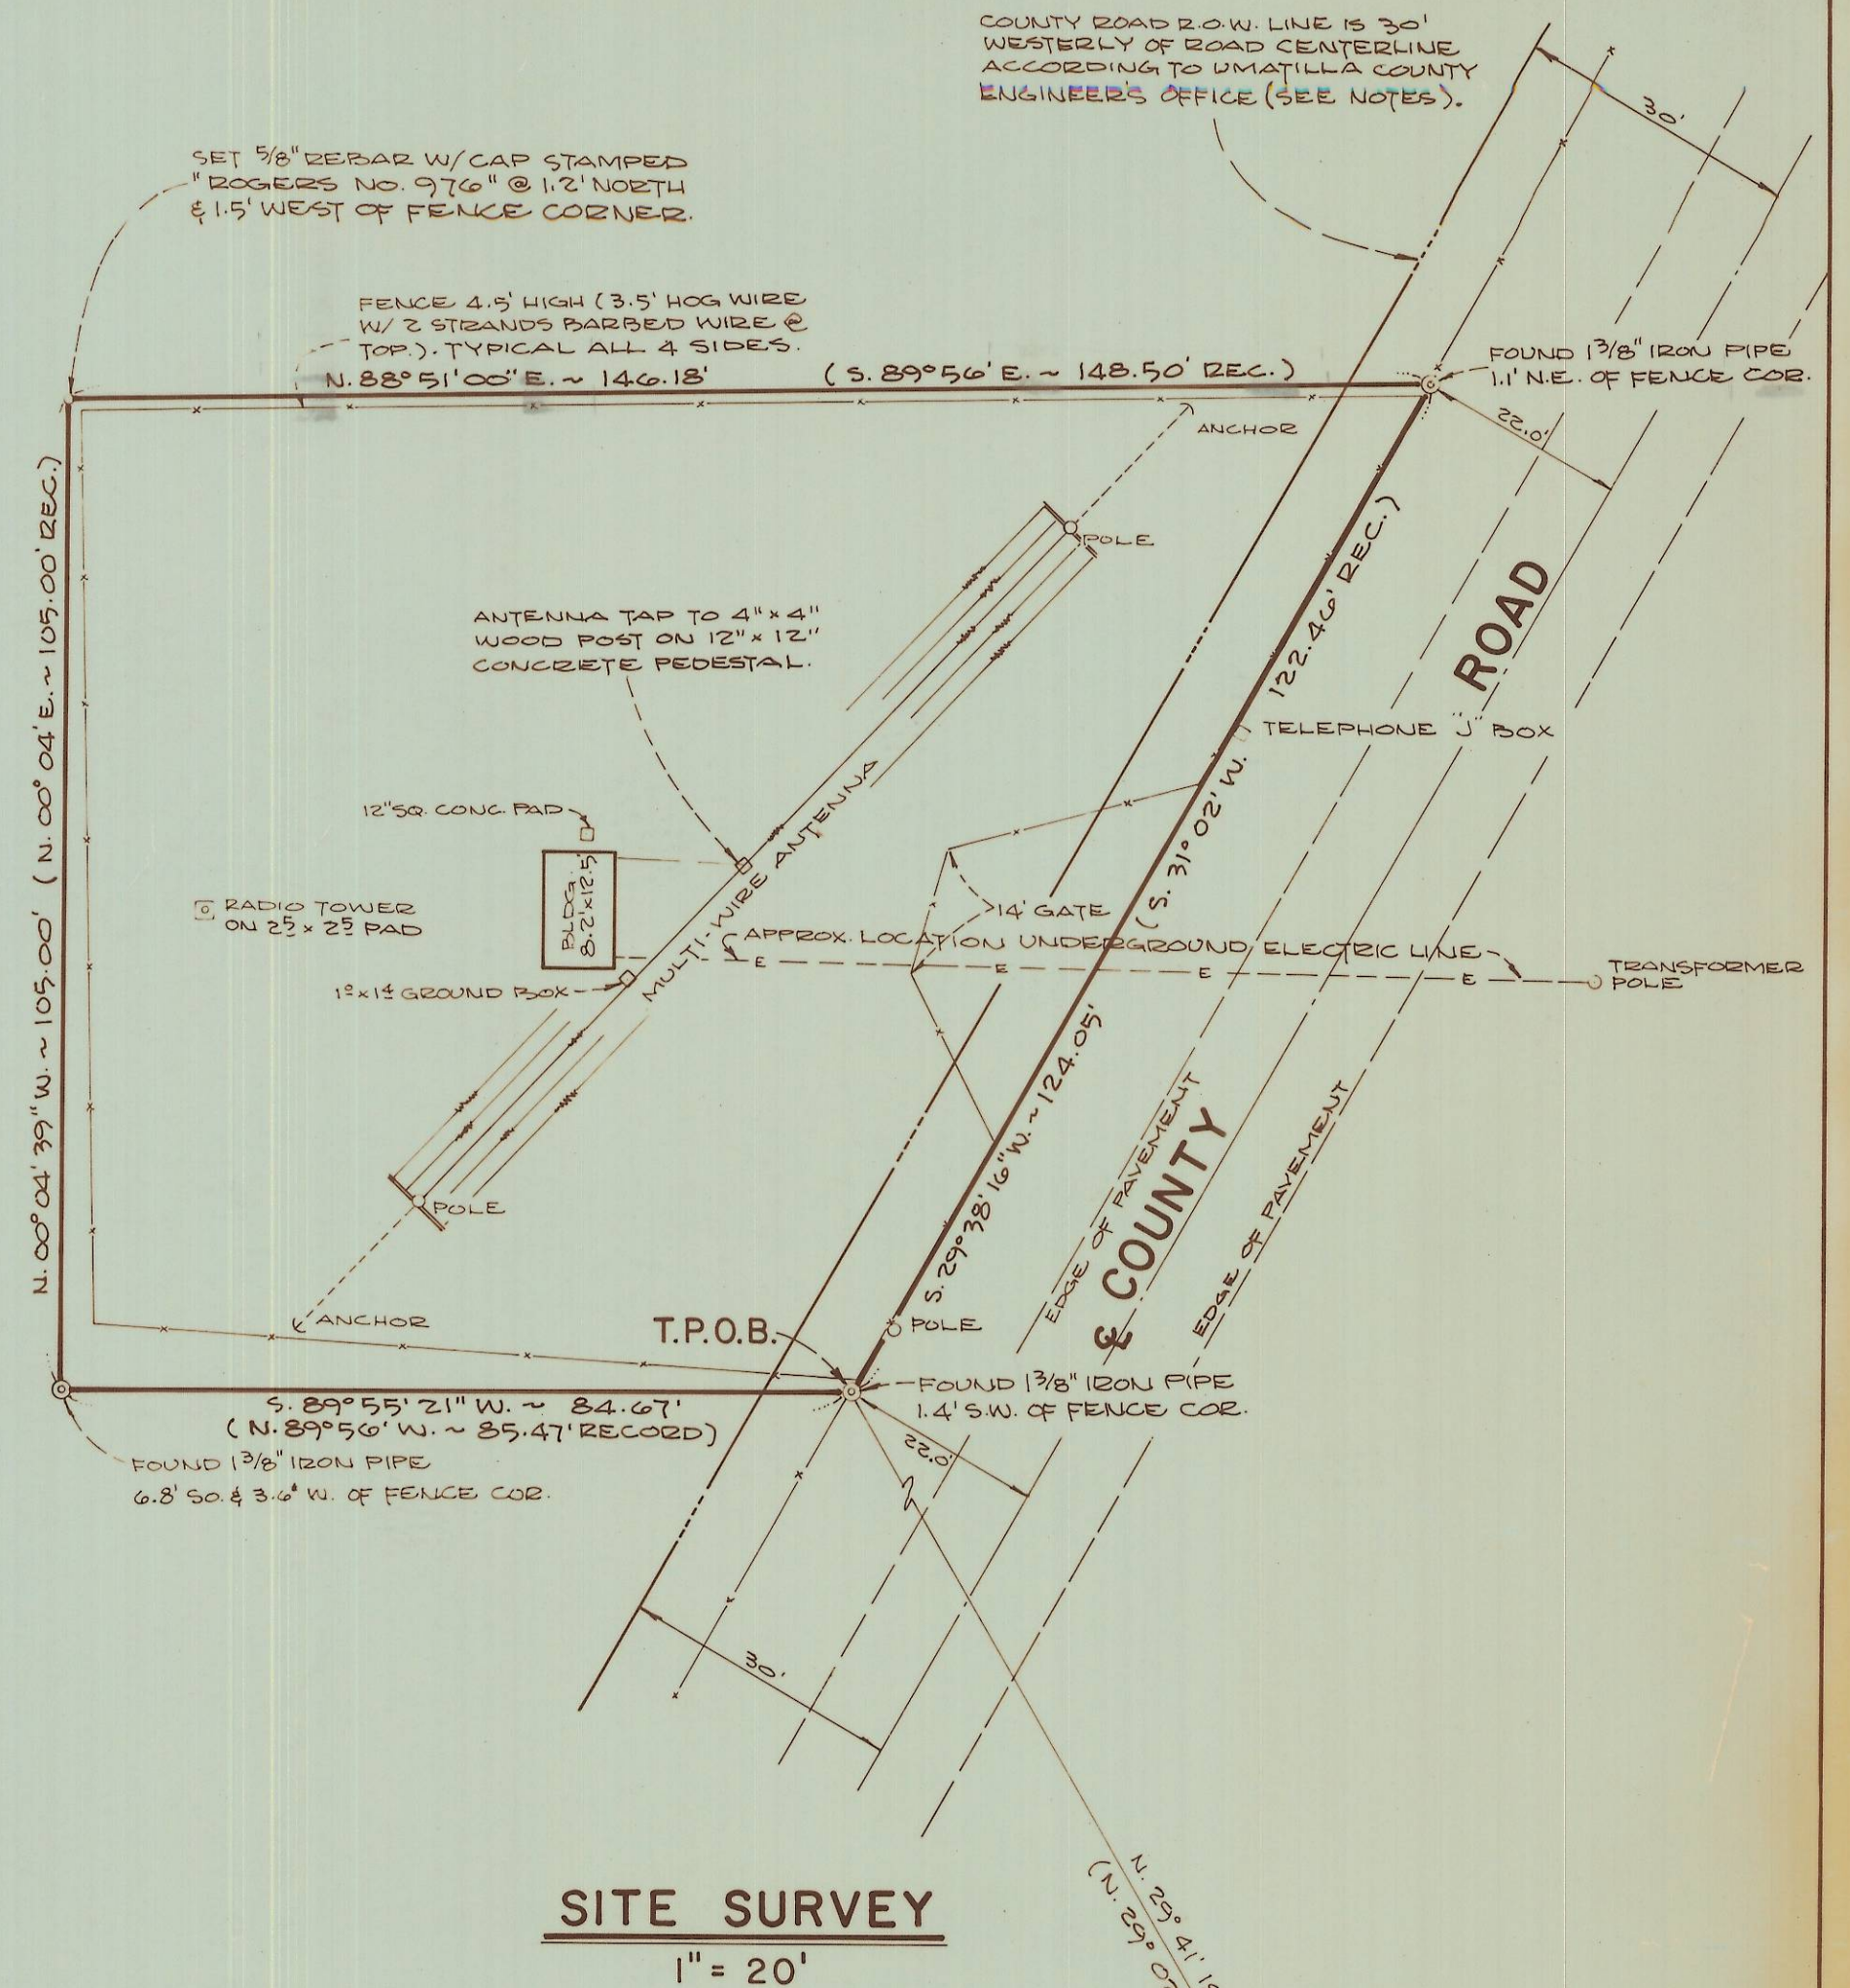 COUNTY ROAD R.O.W. LINE IS 30'
WESTERLY OF ROAD CENTERLINE
ACCORDING TO UMATILLA COUNTY
ENGINEER'S OFFICE (SEE NOTES).
30'
SET 5/8" REBAR W/ CAP STAMPED
"ROGERS NO. 976" @ 1.2' NORTH
& 1.5' WEST OF FENCE CORNER.
FENCE 4.5' HIGH (3.5' HOG WIRE
W/ 2 STRANDS BARBED WIRE @
TOP.). TYPICAL ALL 4 SIDES.
N. 88° 51' 00" E. ~ 146.18' (S. 89° 56' E. ~ 148.50' REC.)
FOUND 1 3/8" IRON PIPE
1.1' N.E. OF FENCE COR.
22.0'
ANCHOR
POLE
N. 00° 04' 39" W. ~ 105.00' (N. 00° 04' E. ~ 105.00' REC.)
ANTENNA TAP TO 4" x 4"
WOOD POST ON 12" x 12"
CONCRETE PEDESTAL.
TELEPHONE "J" BOX
S. 29° 38' 16" W. ~ 124.05' (S. 31° 02' W. 122.46' REC.)
℄ COUNTY ROAD
12" SQ. CONC. PAD
BLDG.
8.2' x 12.5'
MULTI-WIRE ANTENNA
RADIO TOWER
ON 2⁵ x 2⁵ PAD
14' GATE
APPROX. LOCATION UNDERGROUND ELECTRIC LINE
E E E E
TRANSFORMER
POLE
1⁰ x 1⁴ GROUND BOX
EDGE OF PAVEMENT
EDGE OF PAVEMENT
POLE
ANCHOR
T.P.O.B.
POLE
FOUND 1 3/8" IRON PIPE
1.4' S.W. OF FENCE COR.
S. 89° 55' 21" W. ~ 84.67'
(N. 89° 56' W. ~ 85.47' RECORD)
22.0'
FOUND 1 3/8" IRON PIPE
6.8' SO. & 3.6' W. OF FENCE COR.
30'
N. 29° 41'
(N. 29°
SITE SURVEY
1" = 20'